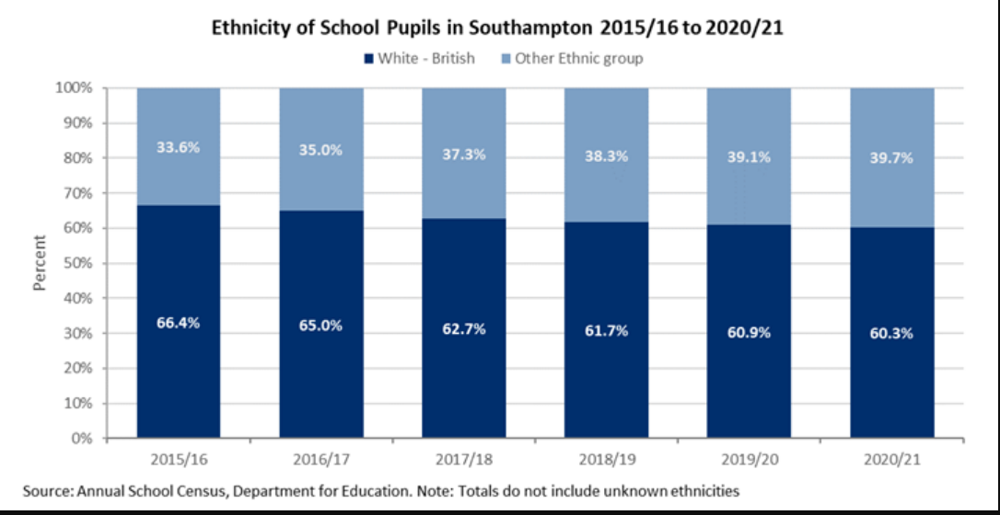 Ethnicity of School Pupils in Southampton 2015/16 to 2020/21
White - British Other Ethnic group
100%
90%
80%
70%
60%
50%
40%
30%
20%
10%
0%
Percent
33.6% 35.0% 37.3% 38.3% 39.1% 39.7%
66.4% 65.0% 62.7% 61.7% 60.9% 60.3%
2015/16 2016/17 2017/18 2018/19 2019/20 2020/21
Source: Annual School Census, Department for Education. Note: Totals do not include unknown ethnicities